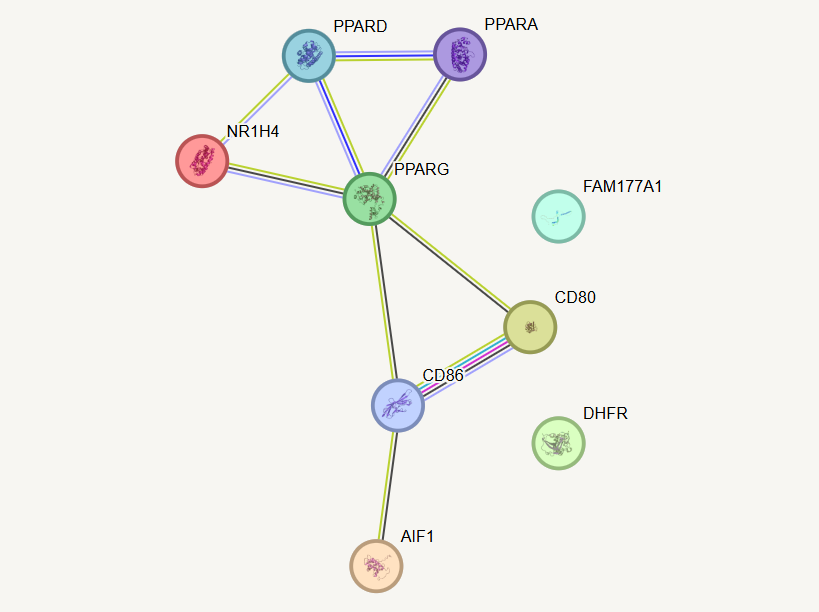 PPARD
PPARA
NR1H4
PPARG
FAM177A1
CD80
CD86
DHFR
AIF1